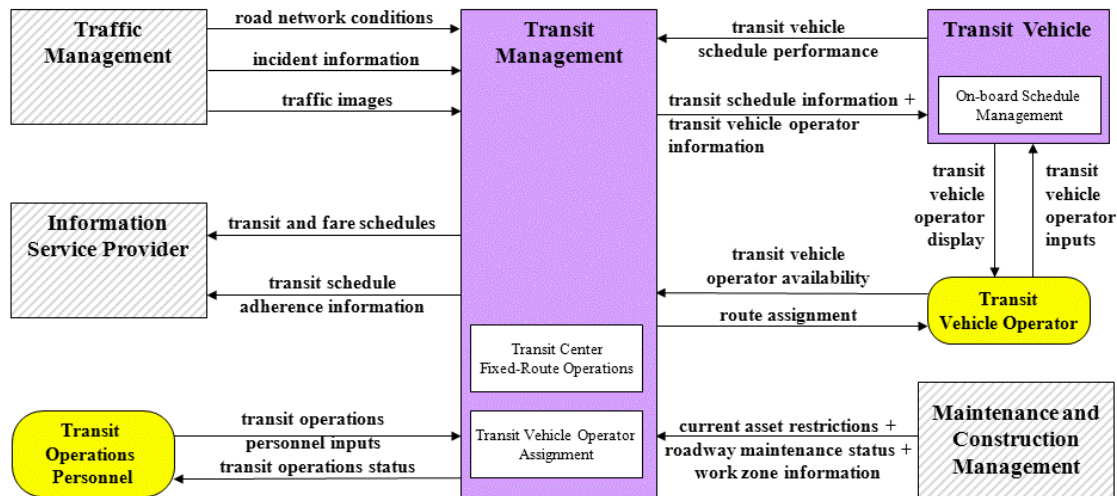 Traffic
Management
road network conditions
incident information
traffic images
Transit
Management
transit vehicle
schedule performance
transit schedule information +
transit vehicle operator
information
Transit Vehicle
On-board Schedule
Management
transit
vehicle
operator
display
transit
vehicle
operator
inputs
Information
Service Provider
transit and fare schedules
transit schedule
adherence information
transit vehicle
operator availability
route assignment
Transit
Vehicle Operator
Transit Center
Fixed-Route Operations
Transit Vehicle Operator
Assignment
Transit
Operations
Personnel
transit operations
personnel inputs
transit operations status
current asset restrictions +
roadway maintenance status +
work zone information
Maintenance and
Construction
Management